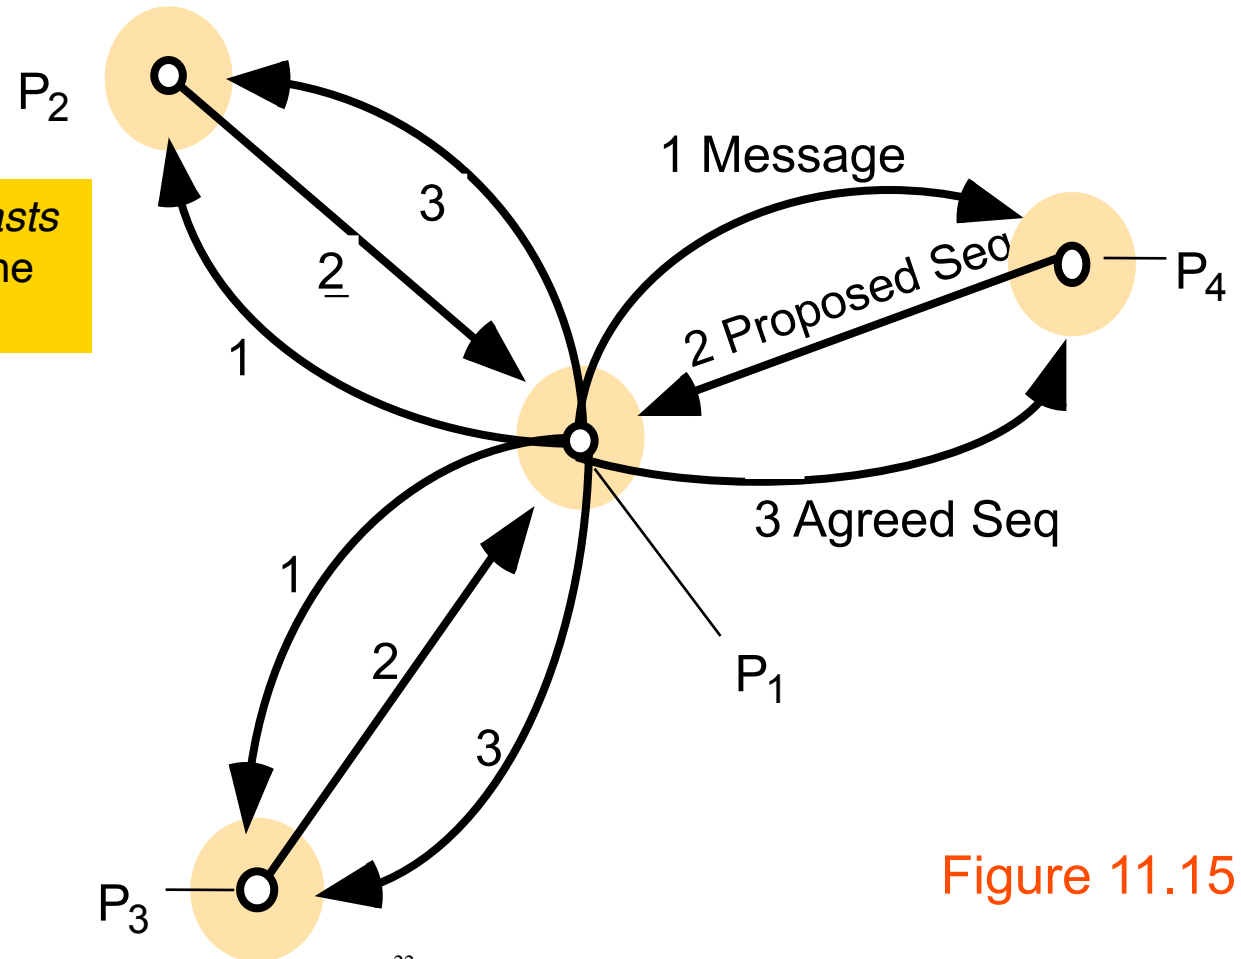 P2
3
1 Message
2
1
2 Proposed Seq
P4
3 Agreed Seq
1
2
P1
3
P3
Figure 11.15